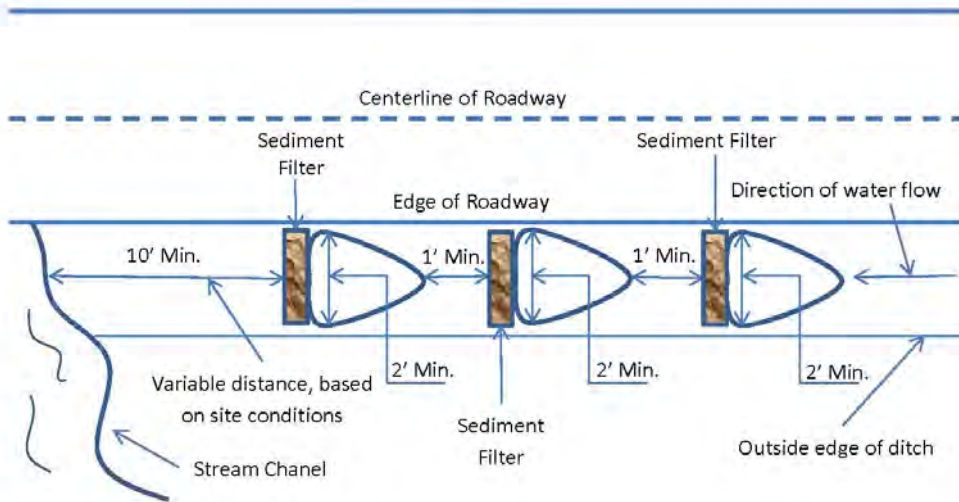 Centerline of Roadway
Sediment
Filter
Sediment Filter
Direction of water flow
Edge of Roadway
10' Min.
1' Min.
1' Min.
2' Min.
2' Min.
2' Min.
Variable distance, based
on site conditions
Sediment
Filter
Outside edge of ditch
Stream Chanel